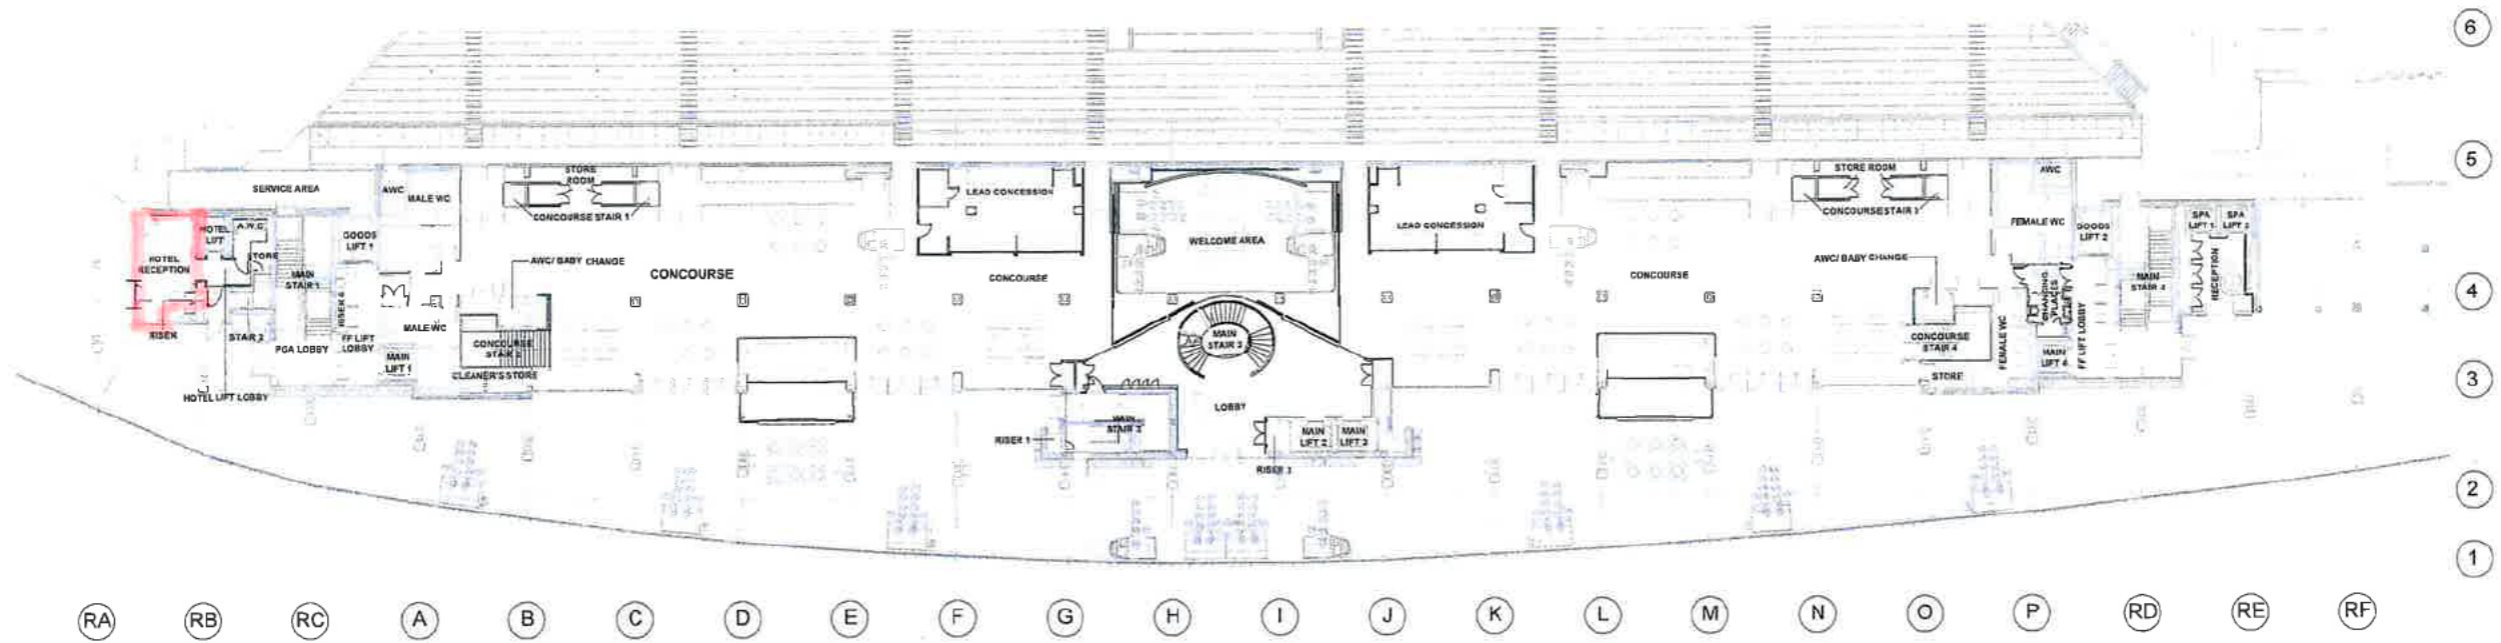 6
5
SERVICE AREA
AWC
MALE WC
STORE
ROOM
CONCOURSE STAIR 1
LEAD CONCESSION
WELCOME AREA
LEAD CONCESSION
STORE ROOM
CONCOURSE STAIR 3
AWC
FEMALE WC
HOTEL
LIFT
A.W.C
STORE
GOODS
LIFT 1
HOTEL
RECEPTION
MAIN
STAIR 1
RISER 4
AWC/ BABY CHANGE
CONCOURSE
CONCOURSE
CONCOURSE
AWC/ BABY CHANGE
GOODS
LIFT 2
SPA
LIFT 1
SPA
LIFT 2
RECEPTION
MAIN
STAIR 4
CHANGING
PLACES
4
RISER
STAIR 2
PGA LOBBY
FF LIFT
LOBBY
MALE WC
MAIN
LIFT 1
CONCOURSE
STAIR 2
CLEANER'S STORE
HOTEL LIFT LOBBY
MAIN
STAIR 3
CONCOURSE
STAIR 4
FEMALE WC
STORE
MAIN
LIFT 4
FF LIFT LOBBY
3
LOBBY
RISER 1
MAIN
STAIR 2
MAIN
LIFT 2
MAIN
LIFT 3
RISER 3
2
1
RA
RB
RC
A
B
C
D
E
F
G
H
I
J
K
L
M
N
O
P
RD
RE
RF